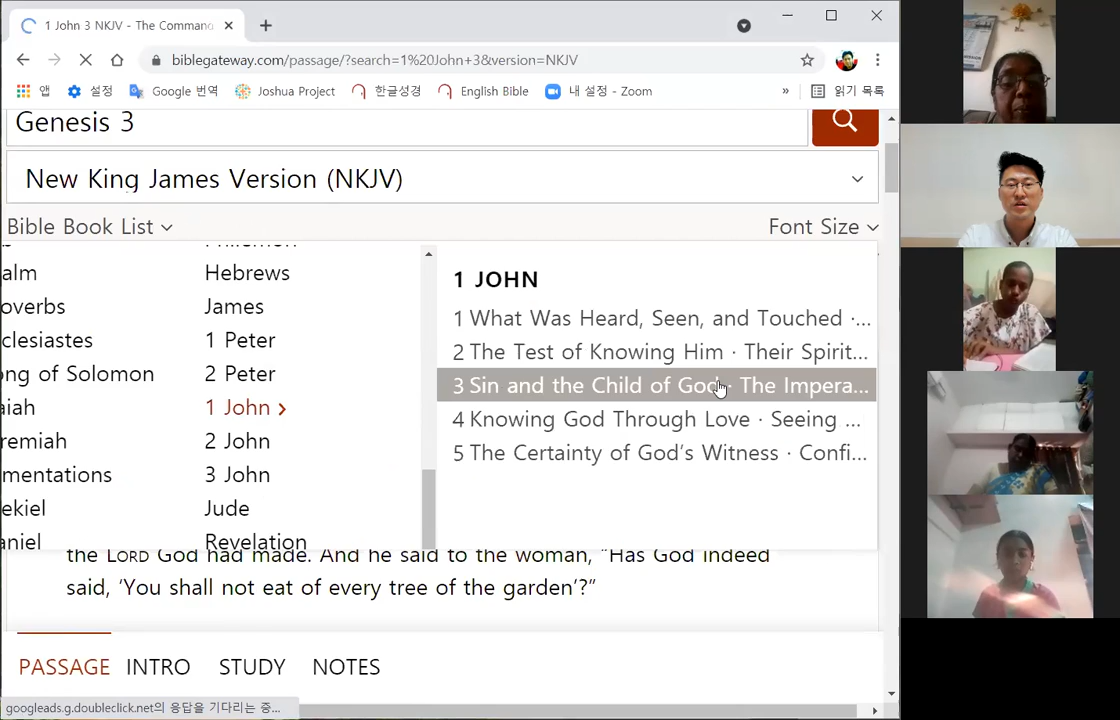 1 John 3 NKJV - The Comman
biblegateway.com/passage/?search=1%20John+3&version=NKJV
앱 설정 Google 번역 Joshua Project 한글성경 English Bible 내 설정 - Zoom » 읽기 목록
Genesis 3
New King James Version (NKJV)
Bible Book List Font Size
Philemon
alm Hebrews
overbs James
clesiastes 1 Peter
ng of Solomon 2 Peter
iah 1 John
remiah 2 John
mentations 3 John
ekiel Jude
aniel Revelation
1 JOHN
1 What Was Heard, Seen, and Touched ·...
2 The Test of Knowing Him · Their Spirit...
3 Sin and the Child of God · The Impera...
4 Knowing God Through Love · Seeing ...
5 The Certainty of God's Witness · Confi...
the LORD God had made. And he said to the woman, “Has God indeed
said, ‘You shall not eat of every tree of the garden’?”
PASSAGE INTRO STUDY NOTES
googleads.g.doubleclick.net의 응답을 기다리는 중...